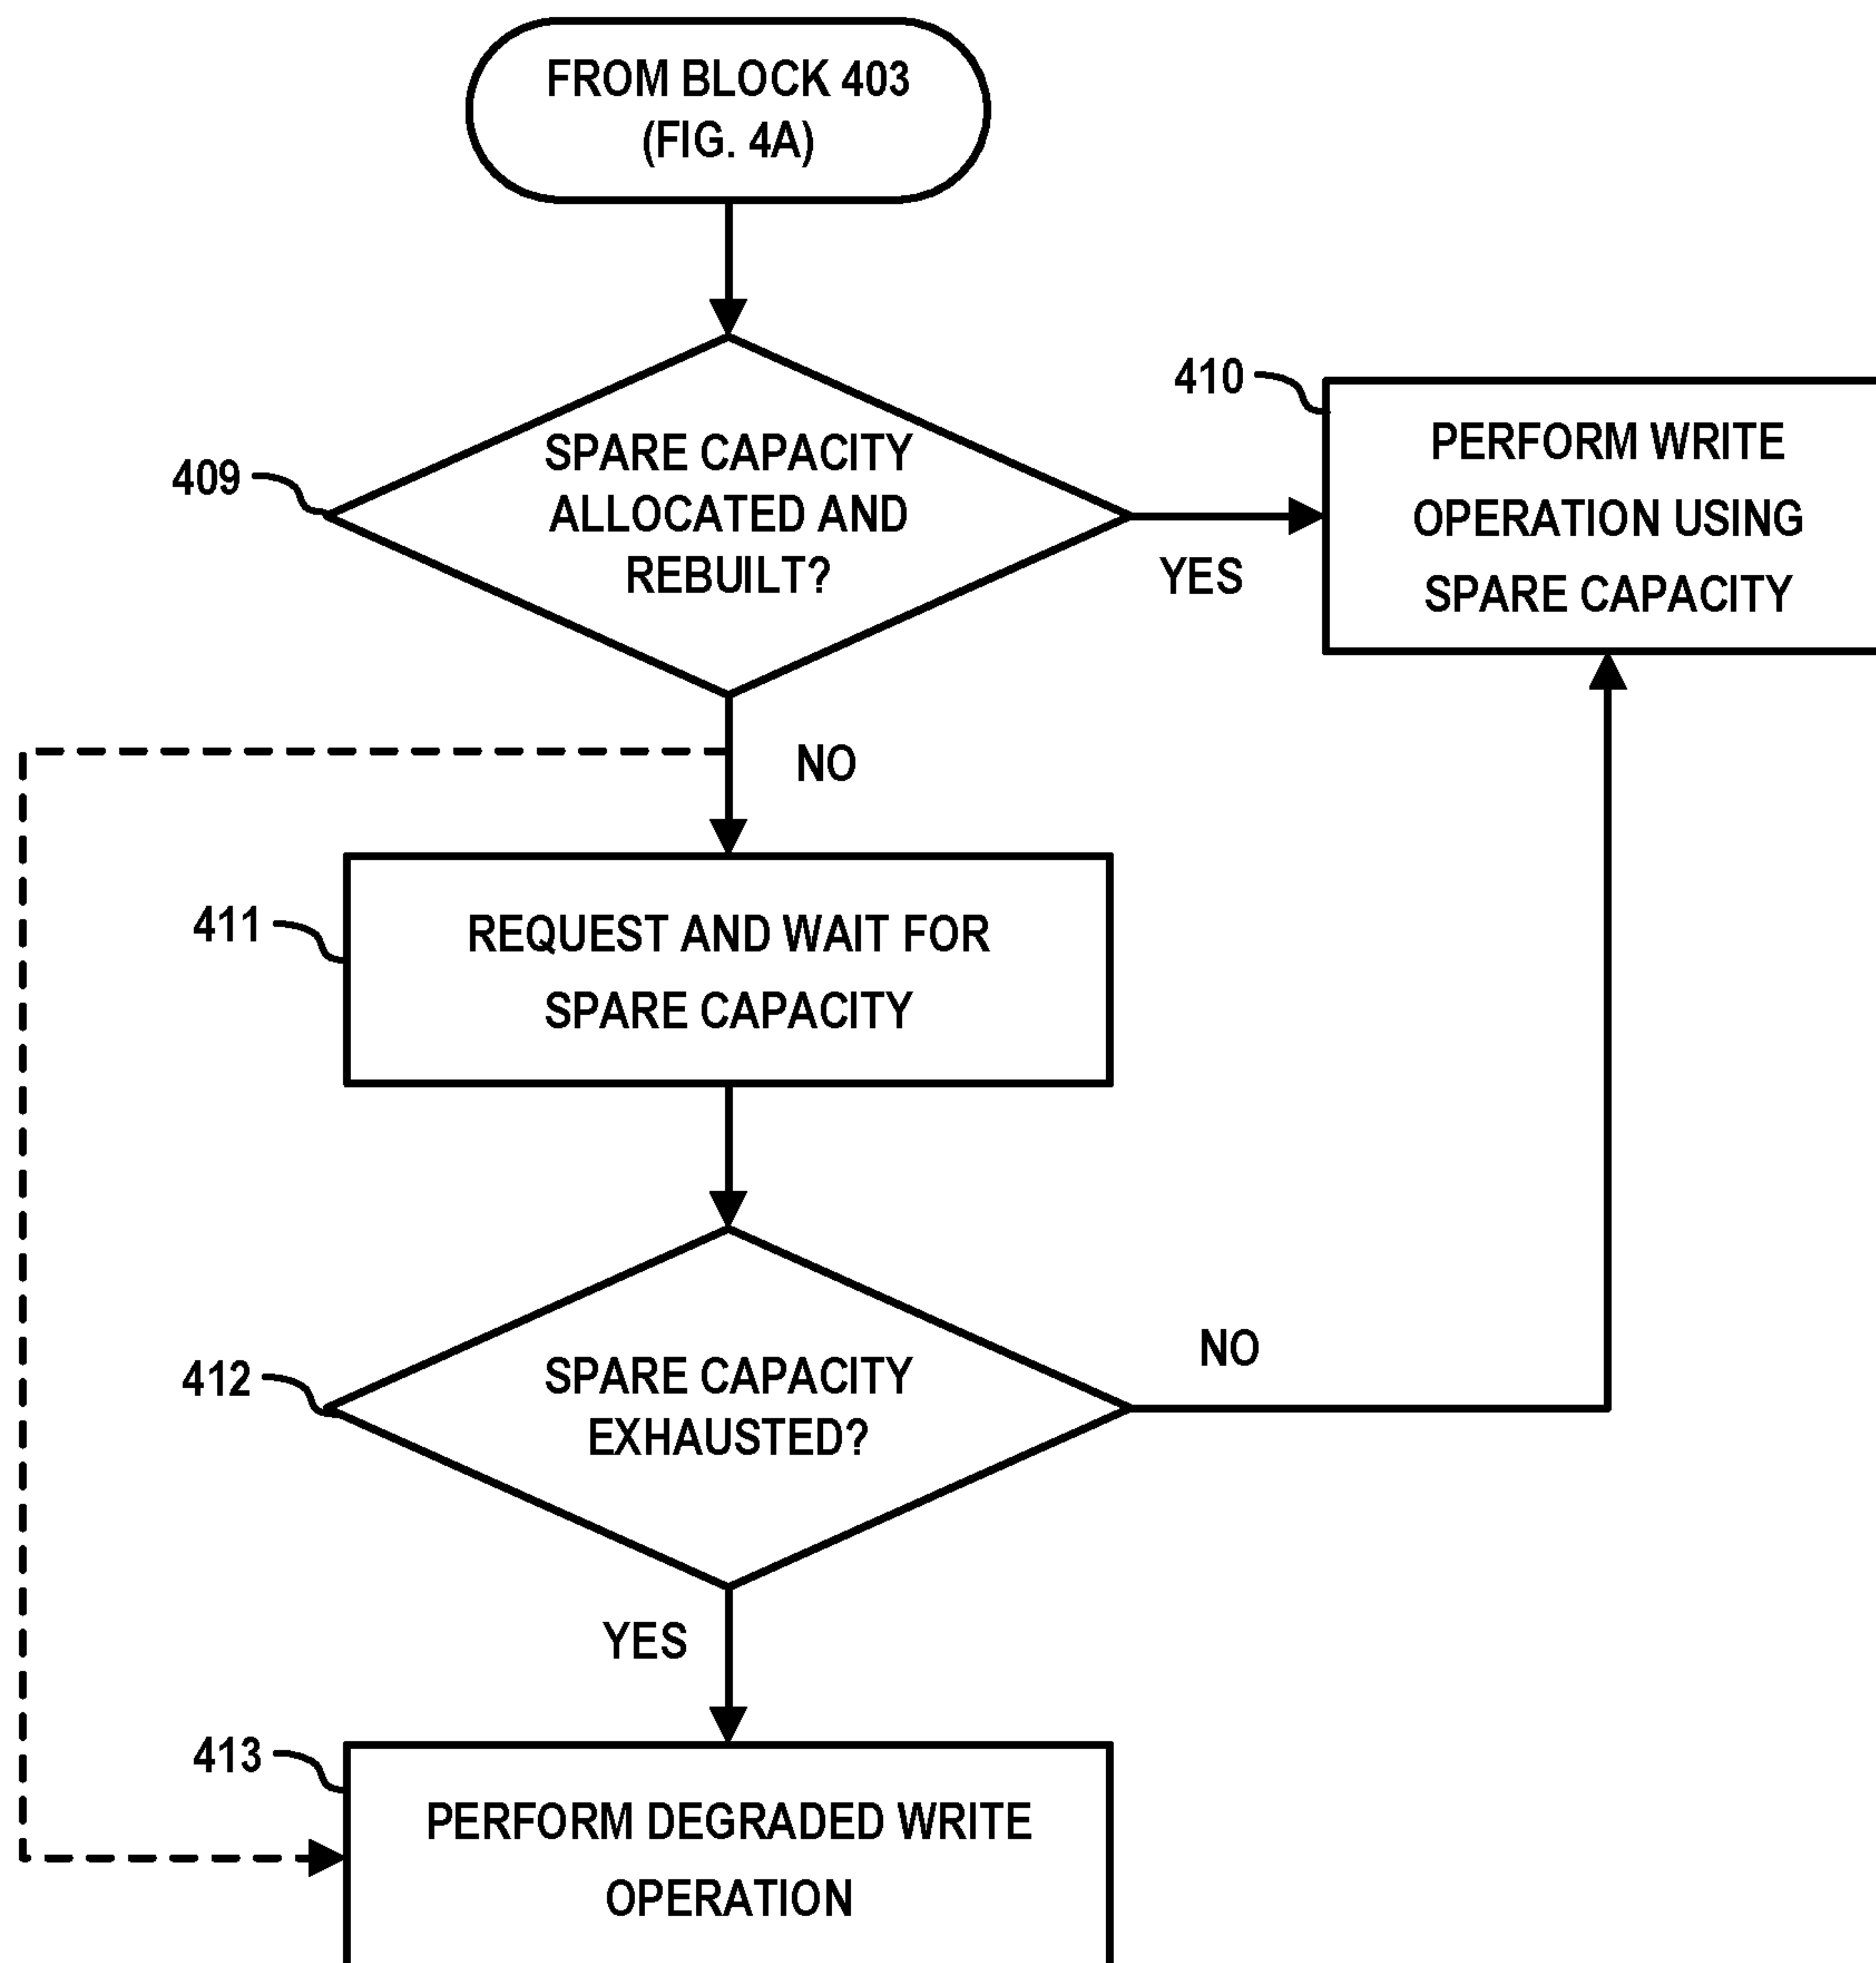 FROM BLOCK 403
(FIG. 4A)
409
SPARE CAPACITY
ALLOCATED AND
REBUILT?
YES
410
PERFORM WRITE
OPERATION USING
SPARE CAPACITY
NO
411
REQUEST AND WAIT FOR
SPARE CAPACITY
412
SPARE CAPACITY
EXHAUSTED?
NO
YES
413
PERFORM DEGRADED WRITE
OPERATION